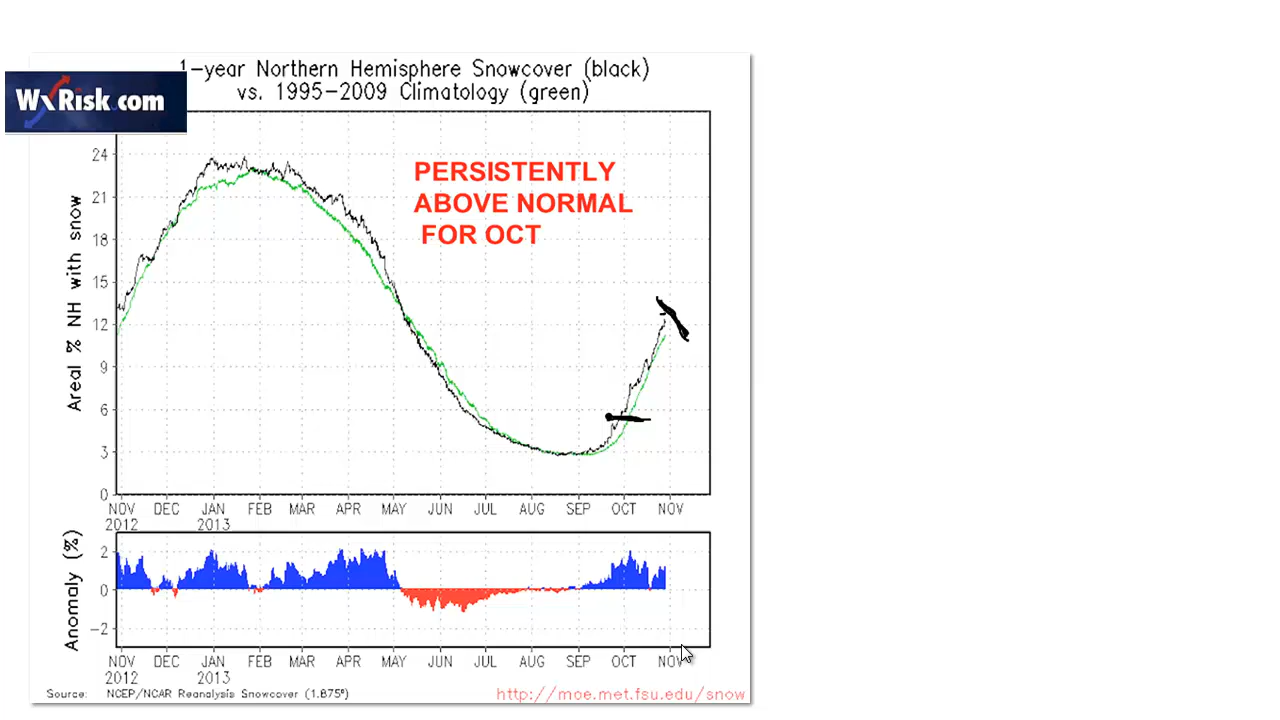 1-year Northern Hemisphere Snowcover (black)
vs. 1995-2009 Climatology (green)
WxRisk.com
PERSISTENTLY
ABOVE NORMAL
FOR OCT
Areal % NH with snow
24
21
18
15
12
9
6
3
0
NOV DEC JAN FEB MAR APR MAY JUN JUL AUG SEP OCT NOV
2012 2013
Anomaly (%)
2
0
-2
NOV DEC JAN FEB MAR APR MAY JUN JUL AUG SEP OCT NOV
2012 2013
Source: NCEP/NCAR Reanalysis Snowcover (1.875°)
http://moe.met.fsu.edu/snow